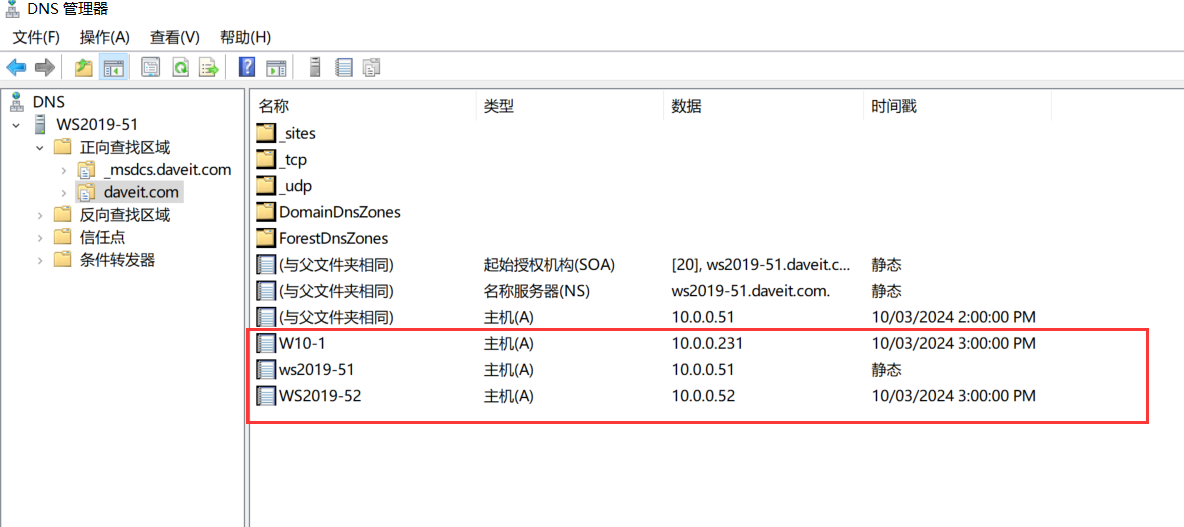 DNS 管理器
文件(F) 操作(A) 查看(V) 帮助(H)
DNS
WS2019-51
正向查找区域
_msdcs.daveit.com
daveit.com
反向查找区域
信任点
条件转发器
名称 类型 数据 时间戳
_sites
_tcp
_udp
DomainDnsZones
ForestDnsZones
(与父文件夹相同) 起始授权机构(SOA) [20], ws2019-51.daveit.c... 静态
(与父文件夹相同) 名称服务器(NS) ws2019-51.daveit.com. 静态
(与父文件夹相同) 主机(A) 10.0.0.51 10/03/2024 2:00:00 PM
W10-1 主机(A) 10.0.0.231 10/03/2024 3:00:00 PM
ws2019-51 主机(A) 10.0.0.51 静态
WS2019-52 主机(A) 10.0.0.52 10/03/2024 3:00:00 PM